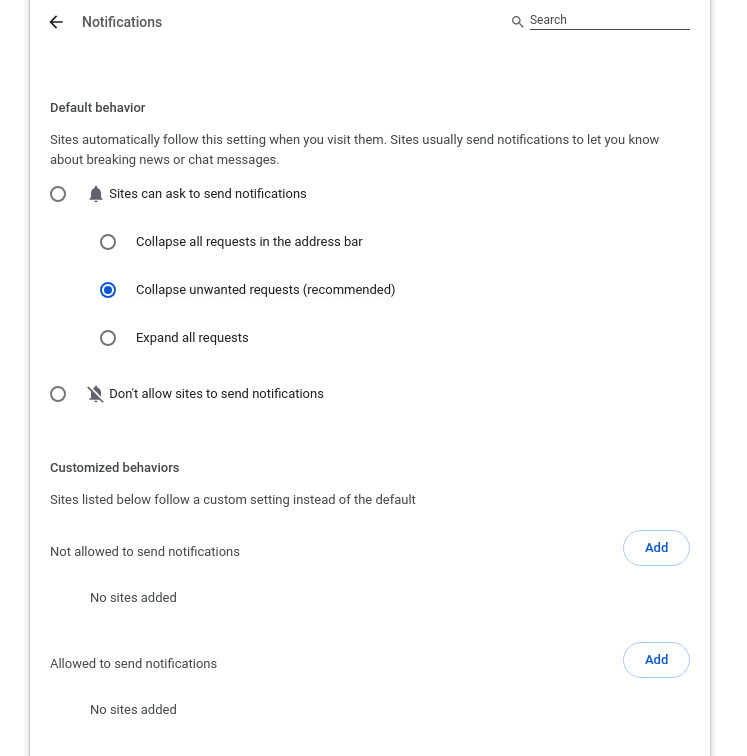 Notifications
Search
Default behavior
Sites automatically follow this setting when you visit them. Sites usually send notifications to let you know
about breaking news or chat messages.
Sites can ask to send notifications
Collapse all requests in the address bar
Collapse unwanted requests (recommended)
Expand all requests
Don't allow sites to send notifications
Customized behaviors
Sites listed below follow a custom setting instead of the default
Not allowed to send notifications
Add
No sites added
Allowed to send notifications
Add
No sites added